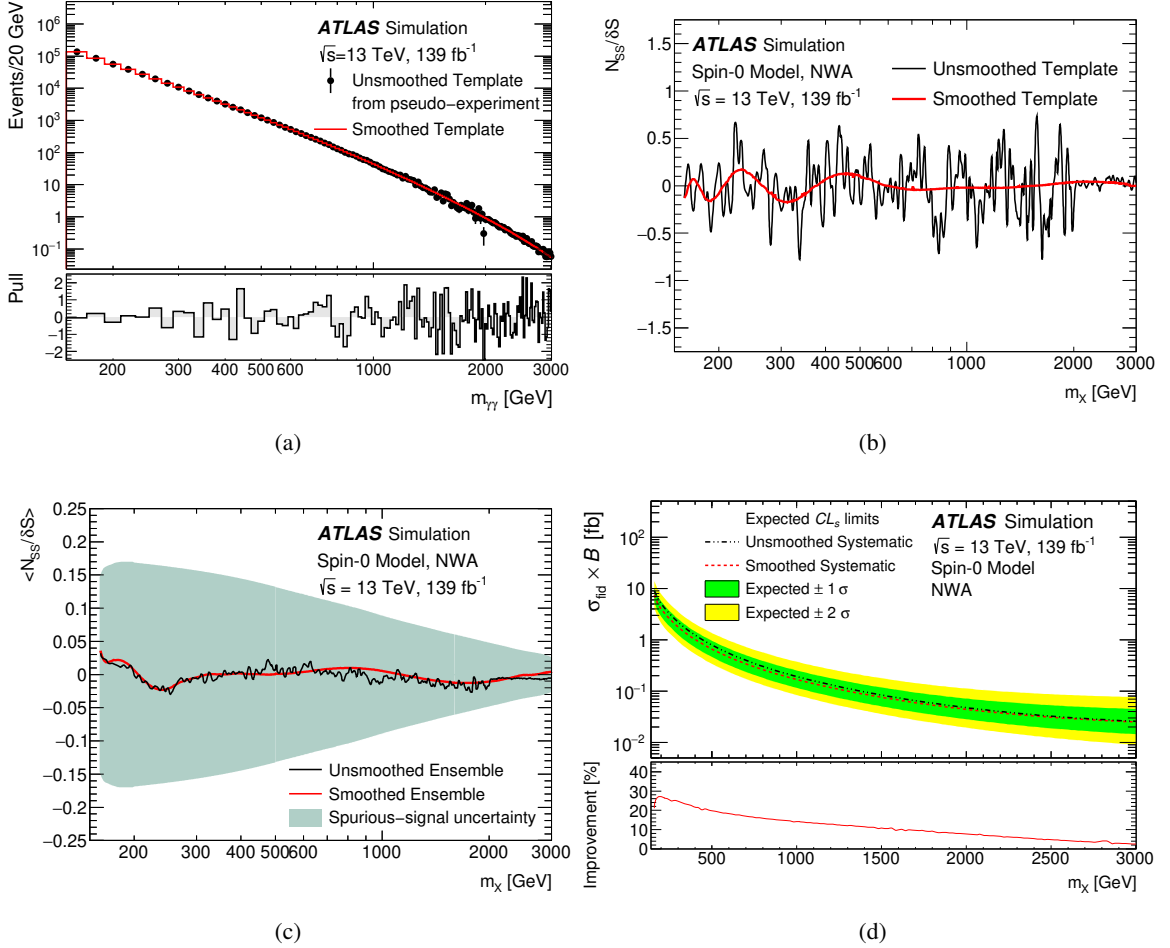 Events/20 GeV
10⁶
10⁵
10⁴
10³
10²
10
1
10⁻¹
ATLAS Simulation
√s=13 TeV, 139 fb⁻¹
Unsmoothed Template
from pseudo−experiment
Smoothed Template
Pull
2
1
0
−1
−2
200 300 400 500 600 1000 2000 3000
m_γγ [GeV]
(a)
N_SS/δS
1.5
1
0.5
0
−0.5
−1
−1.5
ATLAS Simulation
Spin-0 Model, NWA
√s = 13 TeV, 139 fb⁻¹
Unsmoothed Template
Smoothed Template
200 300 400 500 600 1000 2000 3000
m_X [GeV]
(b)
<N_SS/δS>
0.25
0.2
0.15
0.1
0.05
0
−0.05
−0.1
−0.15
−0.2
−0.25
ATLAS Simulation
Spin-0 Model, NWA
√s = 13 TeV, 139 fb⁻¹
Unsmoothed Ensemble
Smoothed Ensemble
Spurious−signal uncertainty
200 300 400 500 600 1000 2000 3000
m_X [GeV]
(c)
σ_fid × B [fb]
10²
10
1
10⁻¹
10⁻²
Expected CL_s limits
Unsmoothed Systematic
Smoothed Systematic
Expected ± 1 σ
Expected ± 2 σ
ATLAS Simulation
√s = 13 TeV, 139 fb⁻¹
Spin-0 Model
NWA
Improvement [%]
40
30
20
10
0
500 1000 1500 2000 2500 3000
m_X [GeV]
(d)